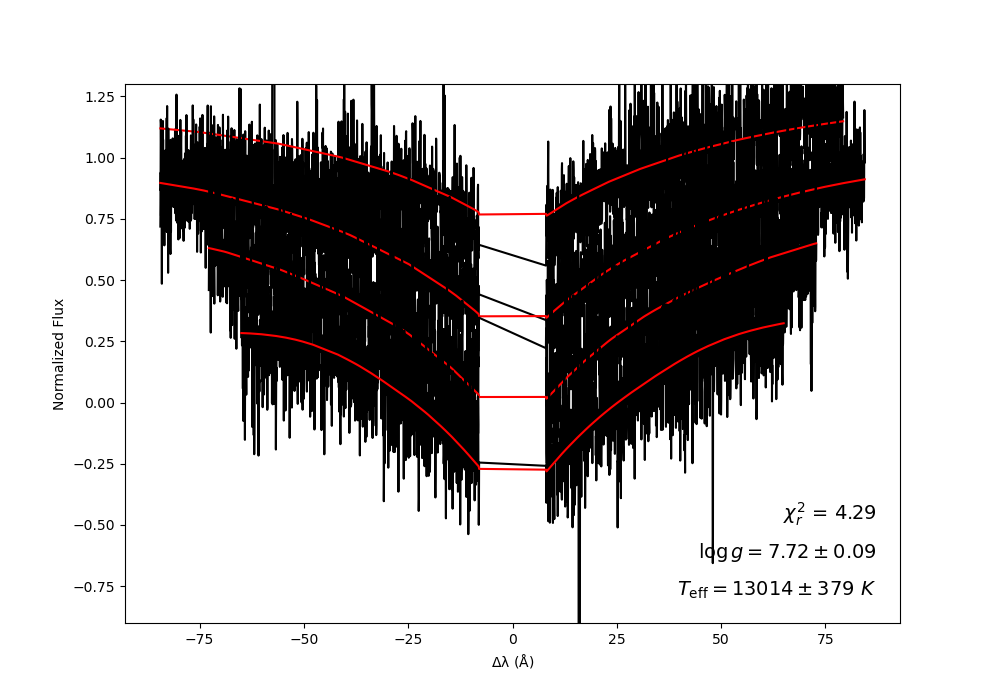 Normalized Flux
1.25
1.00
0.75
0.50
0.25
0.00
−0.25
−0.50
−0.75
χ²ᵣ = 4.29
log g = 7.72 ± 0.09
T_eff = 13014 ± 379 K
−75 −50 −25 0 25 50 75
Δλ (Å)